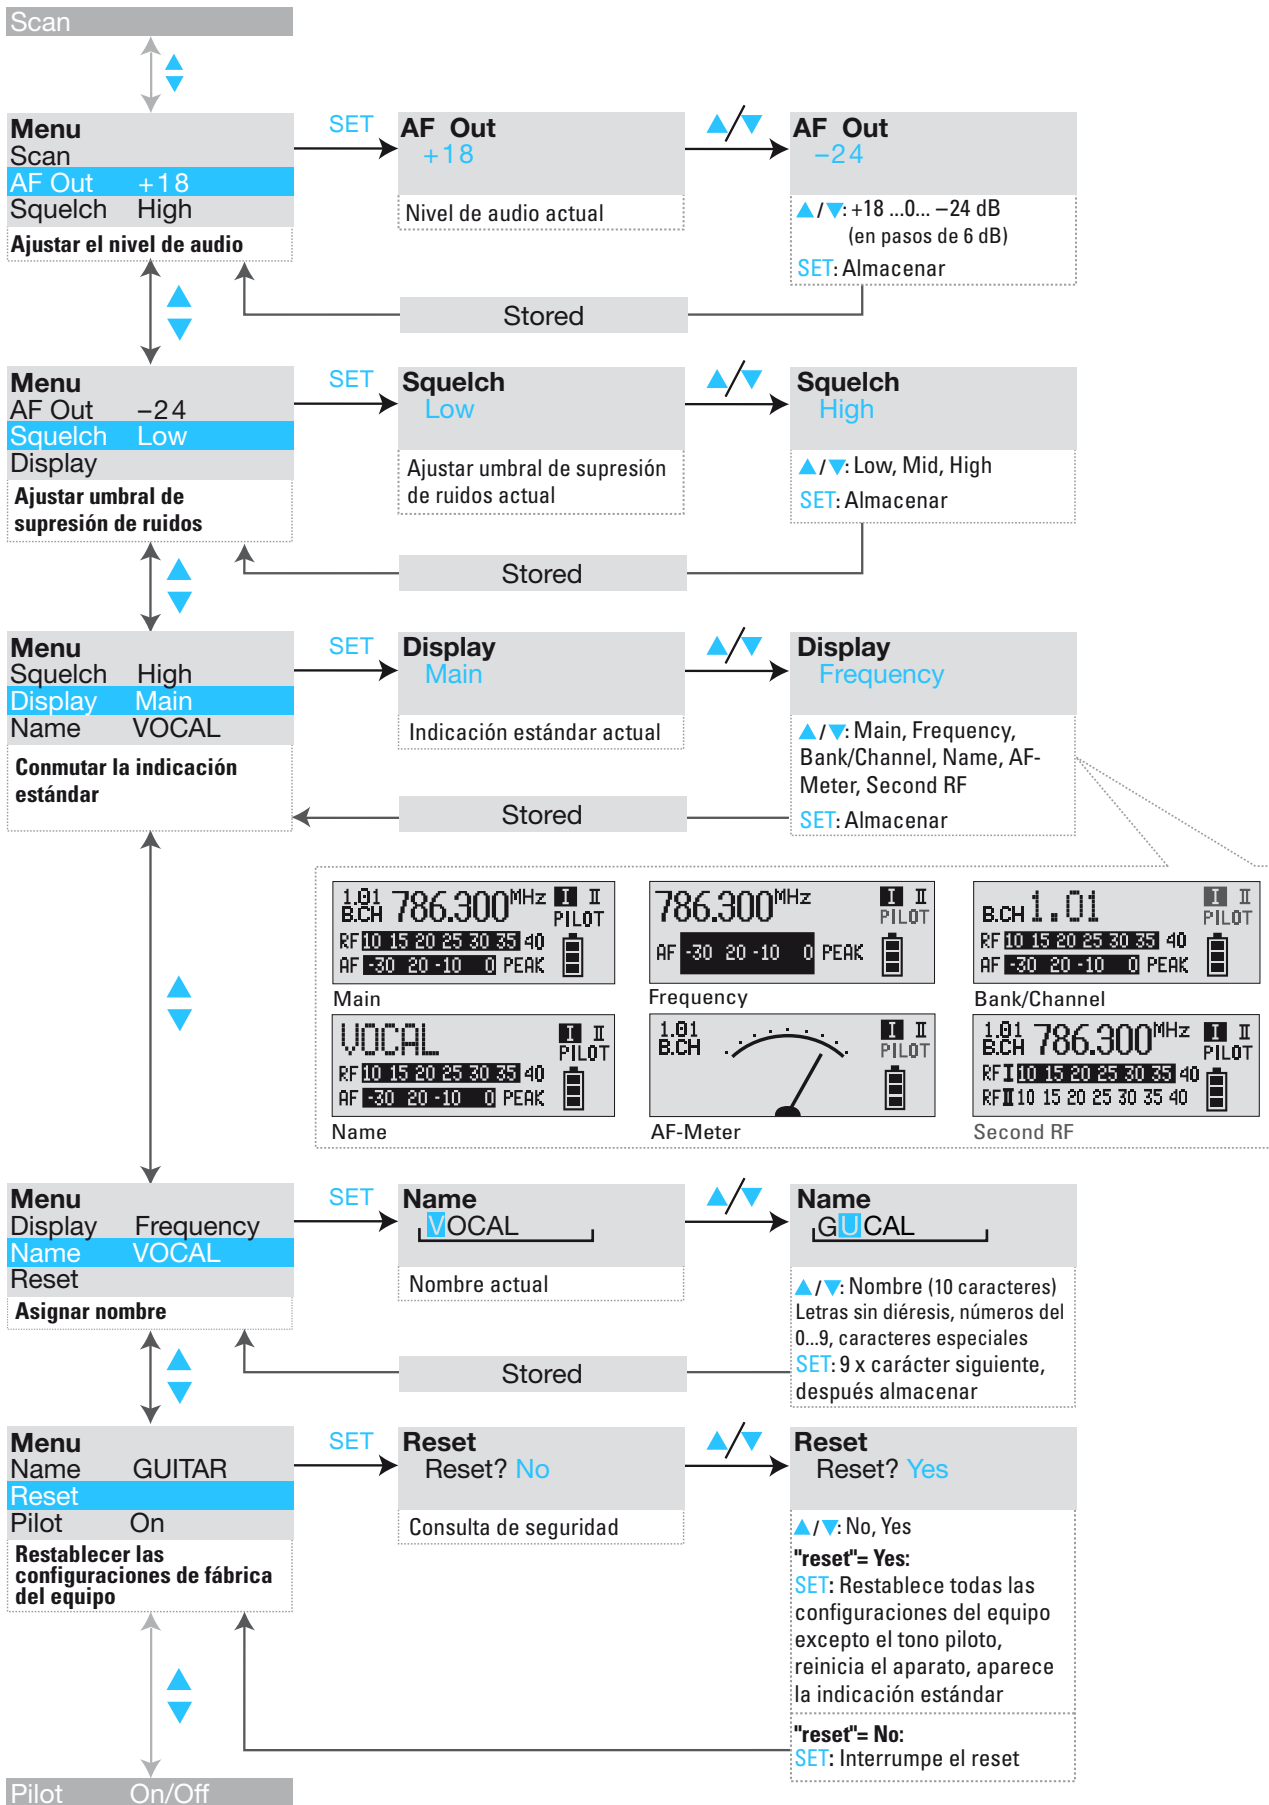 Scan
Menu
Scan
AF Out +18
Squelch High
Ajustar el nivel de audio
SET
AF Out
+18
Nivel de audio actual
▲/▼
AF Out
−24
▲/▼: +18 ...0... −24 dB
(en pasos de 6 dB)
SET: Almacenar
Stored
Menu
AF Out −24
Squelch Low
Display
Ajustar umbral de
supresión de ruidos
SET
Squelch
Low
Ajustar umbral de supresión
de ruidos actual
▲/▼
Squelch
High
▲/▼: Low, Mid, High
SET: Almacenar
Stored
Menu
Squelch High
Display Main
Name VOCAL
Conmutar la indicación
estándar
SET
Display
Main
Indicación estándar actual
▲/▼
Display
Frequency
▲/▼: Main, Frequency,
Bank/Channel, Name, AF-
Meter, Second RF
SET: Almacenar
Stored
1.01
B.CH 786.300 MHz I II
PILOT
RF 10 15 20 25 30 35 40
AF -30 20 -10 0 PEAK
Main
786.300 MHz I II
PILOT
AF -30 20 -10 0 PEAK
Frequency
B.CH 1.01 I II
PILOT
RF 10 15 20 25 30 35 40
AF -30 20 -10 0 PEAK
Bank/Channel
VOCAL I II
PILOT
RF 10 15 20 25 30 35 40
AF -30 20 -10 0 PEAK
Name
1.01
B.CH I II
PILOT
AF-Meter
1.01
B.CH 786.300 MHz I II
PILOT
RF I 10 15 20 25 30 35 40
RF II 10 15 20 25 30 35 40
Second RF
Menu
Display Frequency
Name VOCAL
Reset
Asignar nombre
SET
Name
VOCAL
Nombre actual
▲/▼
Name
GUCAL
▲/▼: Nombre (10 caracteres)
Letras sin diéresis, números del
0...9, caracteres especiales
SET: 9 x carácter siguiente,
después almacenar
Stored
Menu
Name GUITAR
Reset
Pilot On
Restablecer las
configuraciones de fábrica
del equipo
SET
Reset
Reset? No
Consulta de seguridad
▲/▼
Reset
Reset? Yes
▲/▼: No, Yes
"reset"= Yes:
SET: Restablece todas las
configuraciones del equipo
excepto el tono piloto,
reinicia el aparato, aparece
la indicación estándar
"reset"= No:
SET: Interrumpe el reset
Pilot On/Off